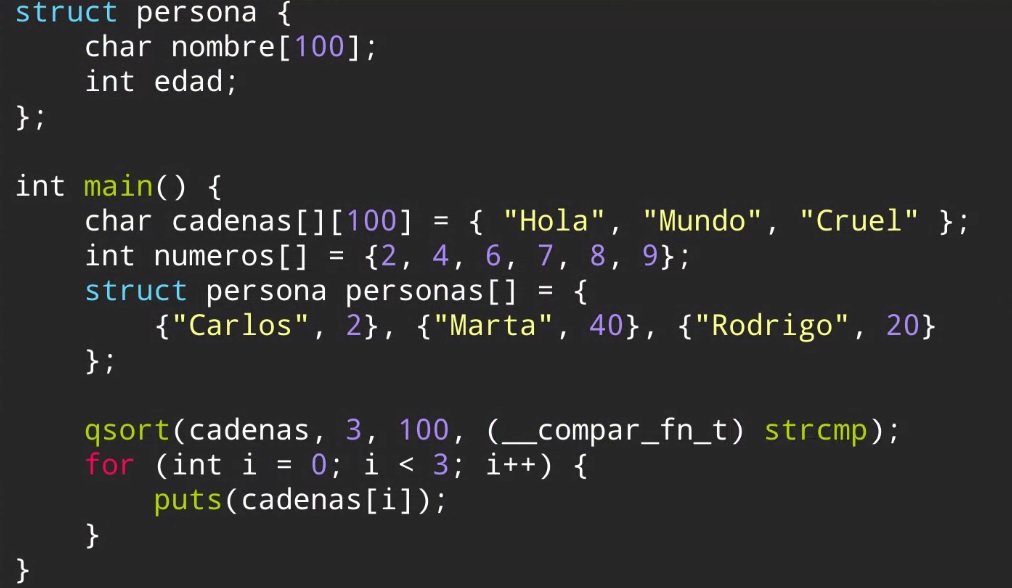 struct persona {
    char nombre[100];
    int edad;
};

int main() {
    char cadenas[][100] = { "Hola", "Mundo", "Cruel" };
    int numeros[] = {2, 4, 6, 7, 8, 9};
    struct persona personas[] = {
        {"Carlos", 2}, {"Marta", 40}, {"Rodrigo", 20}
    };

    qsort(cadenas, 3, 100, (__compar_fn_t) strcmp);
    for (int i = 0; i < 3; i++) {
        puts(cadenas[i]);
    }
}